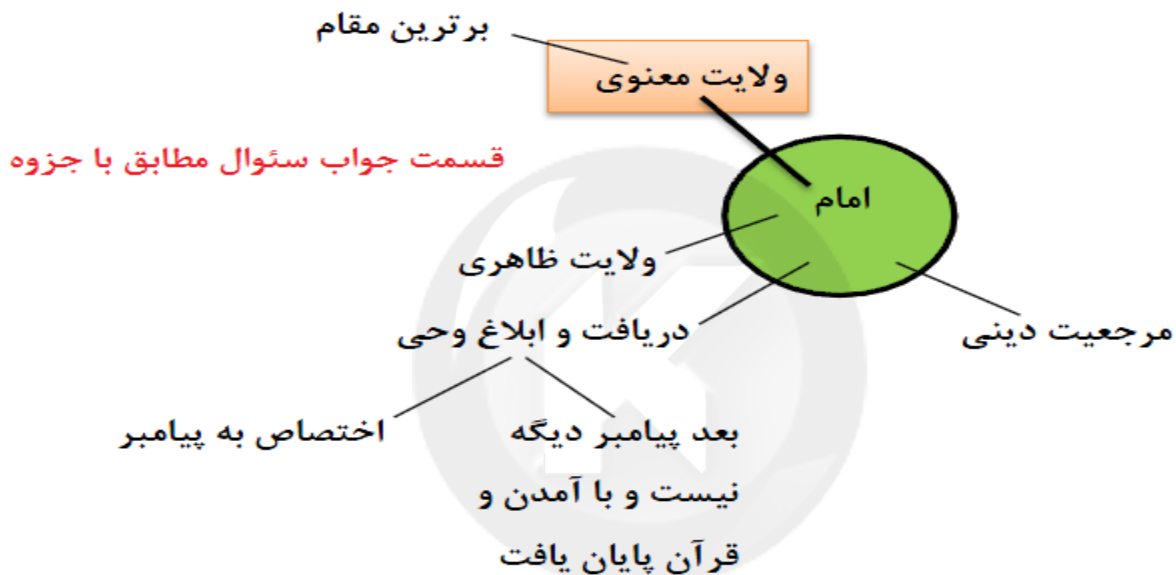 برترین مقام
ولایت معنوی
قسمت جواب سئوال مطابق با جزوه
امام
ولایت ظاهری
دریافت و ابلاغ وحی
مرجعیت دینی
اختصاص به پیامبر
بعد پیامبر دیگه
نیست و با آمدن و
قرآن پایان یافت